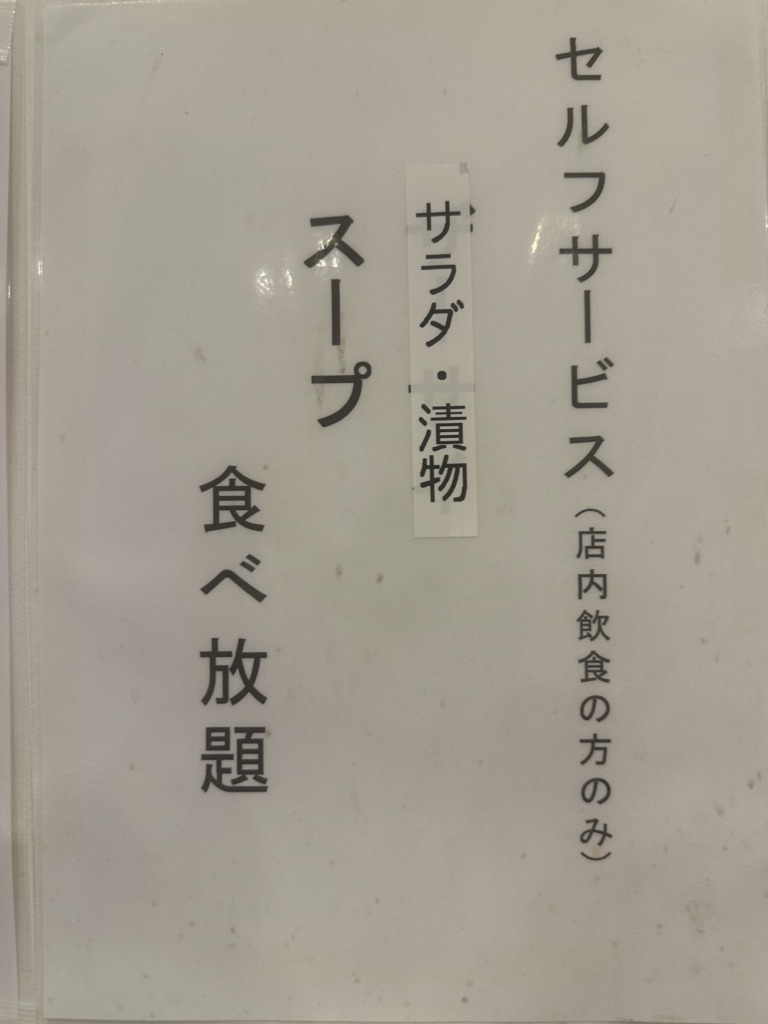 セルフサービス（店内飲食の方のみ）
サラダ・漬物
スープ
食べ放題